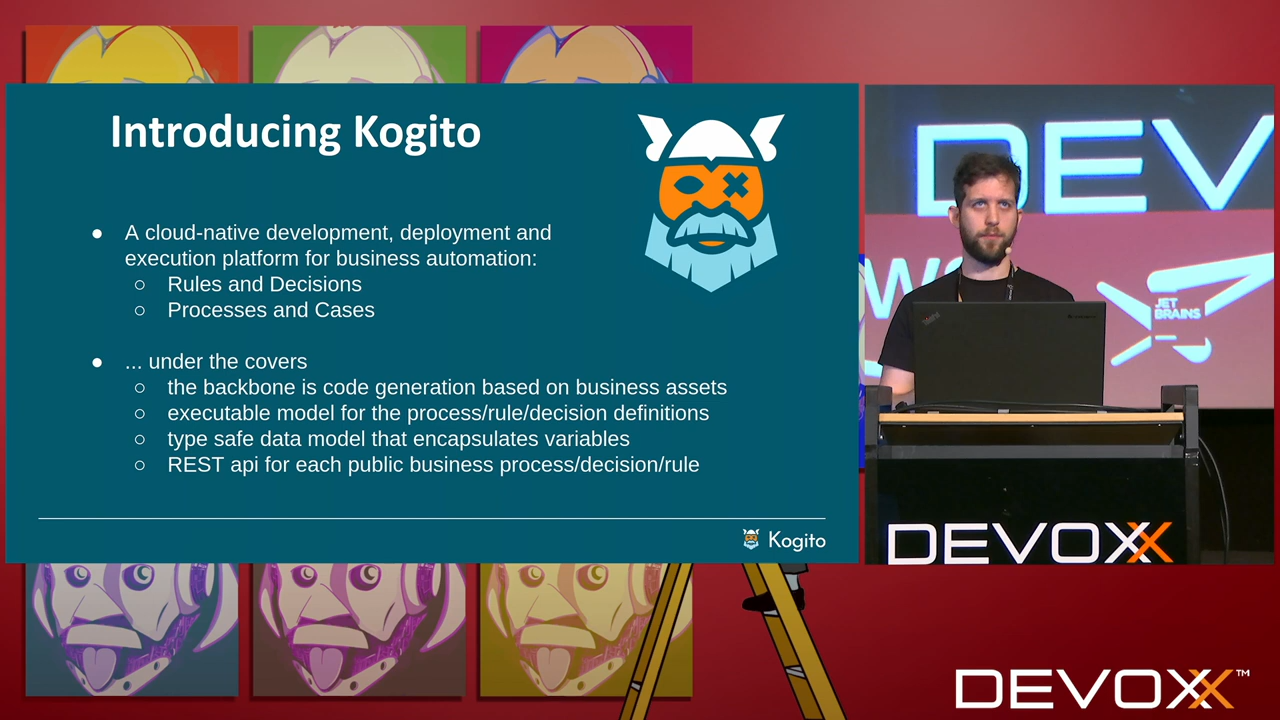 Introducing Kogito
● A cloud-native development, deployment and
execution platform for business automation:
○ Rules and Decisions
○ Processes and Cases
● ... under the covers
○ the backbone is code generation based on business assets
○ executable model for the process/rule/decision definitions
○ type safe data model that encapsulates variables
○ REST api for each public business process/decision/rule
Kogito
DEV
JET
BRAINS
DEVOXX
DEVOXX™